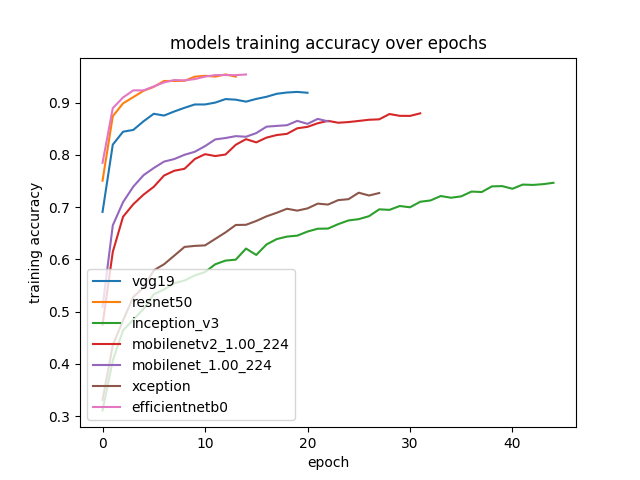 models training accuracy over epochs
training accuracy
0.9
0.8
0.7
0.6
0.5
0.4
0.3
vgg19
resnet50
inception_v3
mobilenetv2_1.00_224
mobilenet_1.00_224
xception
efficientnetb0
0 10 20 30 40
epoch